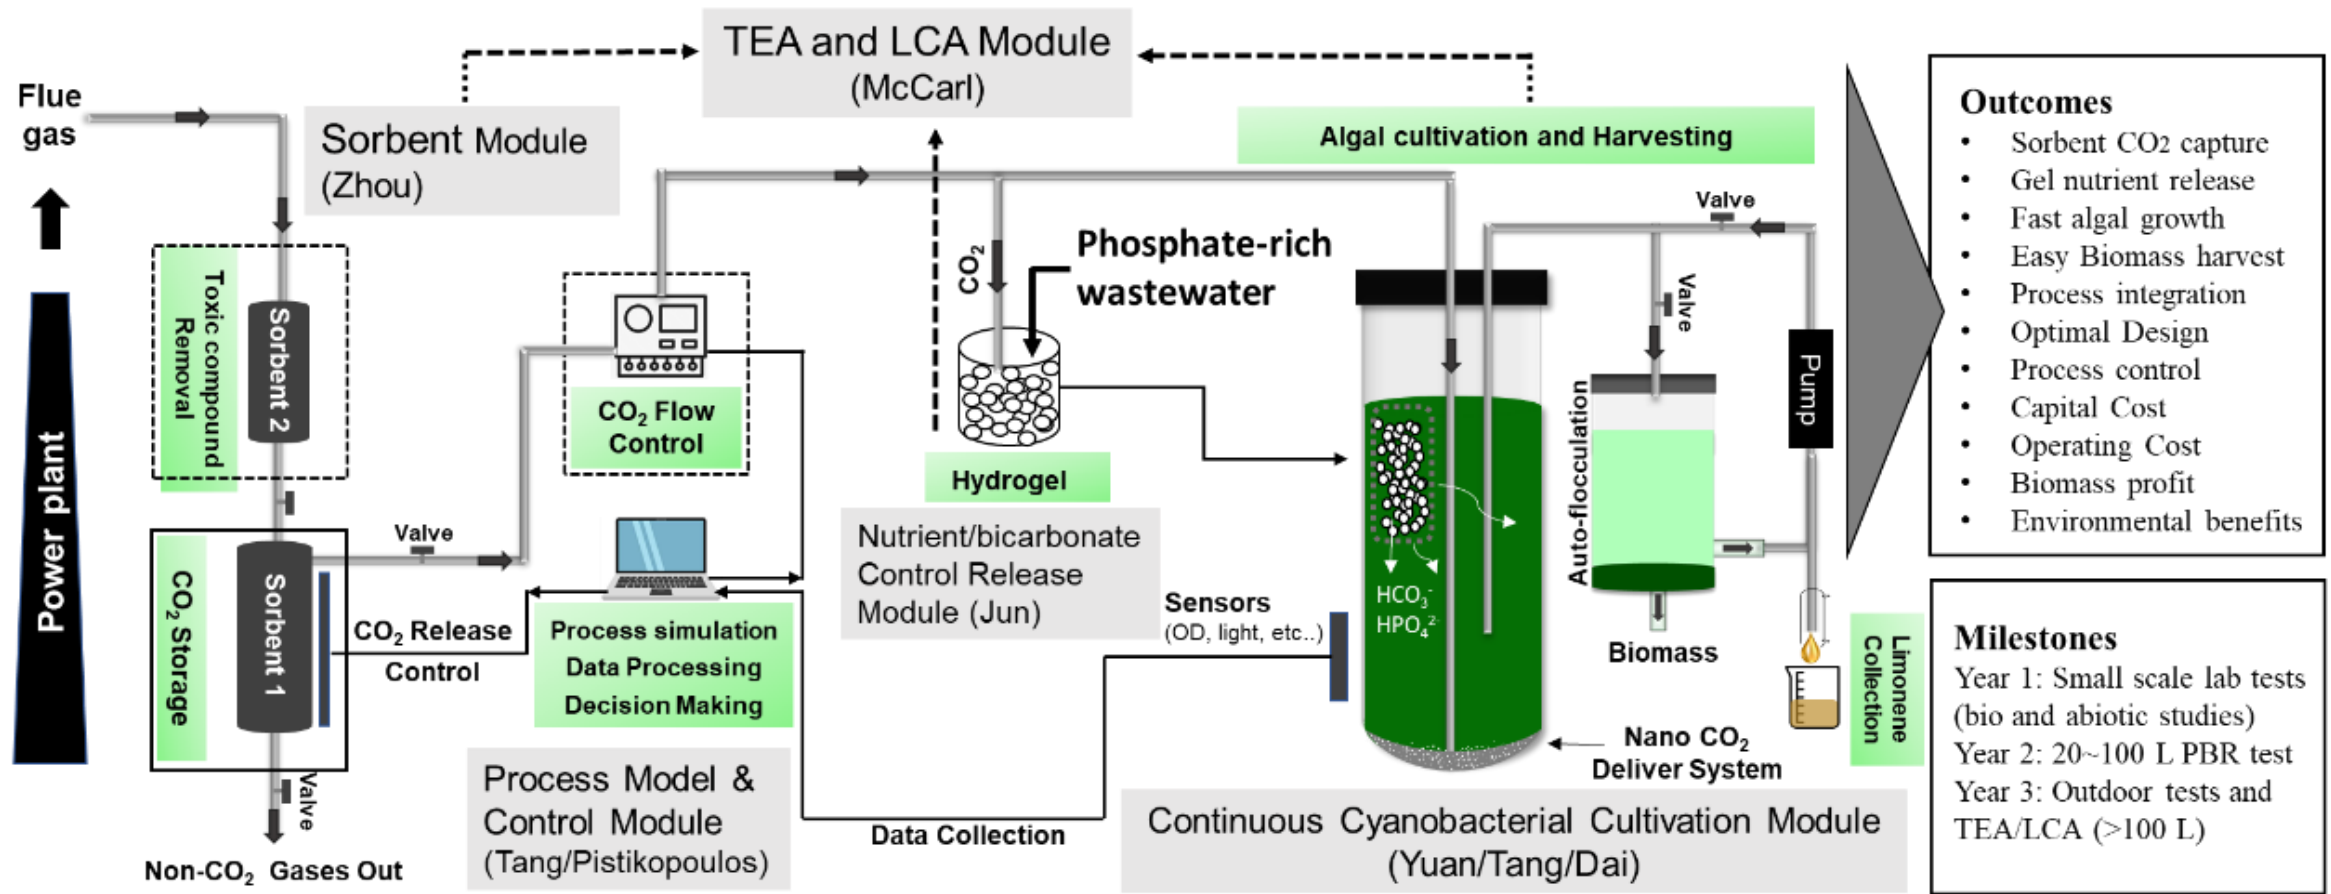 TEA and LCA Module
(McCarl)
Flue
gas
Sorbent Module
(Zhou)
Algal cultivation and Harvesting
Power plant
Toxic compound
Removal
Sorbent 2
CO2 Storage
Sorbent 1
Valve
Non-CO2 Gases Out
Valve
CO2 Release
Control
CO2 Flow
Control
Process simulation
Data Processing
Decision Making
Process Model &
Control Module
(Tang/Pistikopoulos)
CO2
Phosphate-rich
wastewater
Hydrogel
Nutrient/bicarbonate
Control Release
Module (Jun)
Sensors
(OD, light, etc..)
Data Collection
HCO3-
HPO42-
Nano CO2
Deliver System
Continuous Cyanobacterial Cultivation Module
(Yuan/Tang/Dai)
Valve
Valve
Pump
Auto-flocculation
Biomass
Limonene
Collection
Outcomes
• Sorbent CO2 capture
• Gel nutrient release
• Fast algal growth
• Easy Biomass harvest
• Process integration
• Optimal Design
• Process control
• Capital Cost
• Operating Cost
• Biomass profit
• Environmental benefits
Milestones
Year 1: Small scale lab tests
(bio and abiotic studies)
Year 2: 20~100 L PBR test
Year 3: Outdoor tests and
TEA/LCA (>100 L)